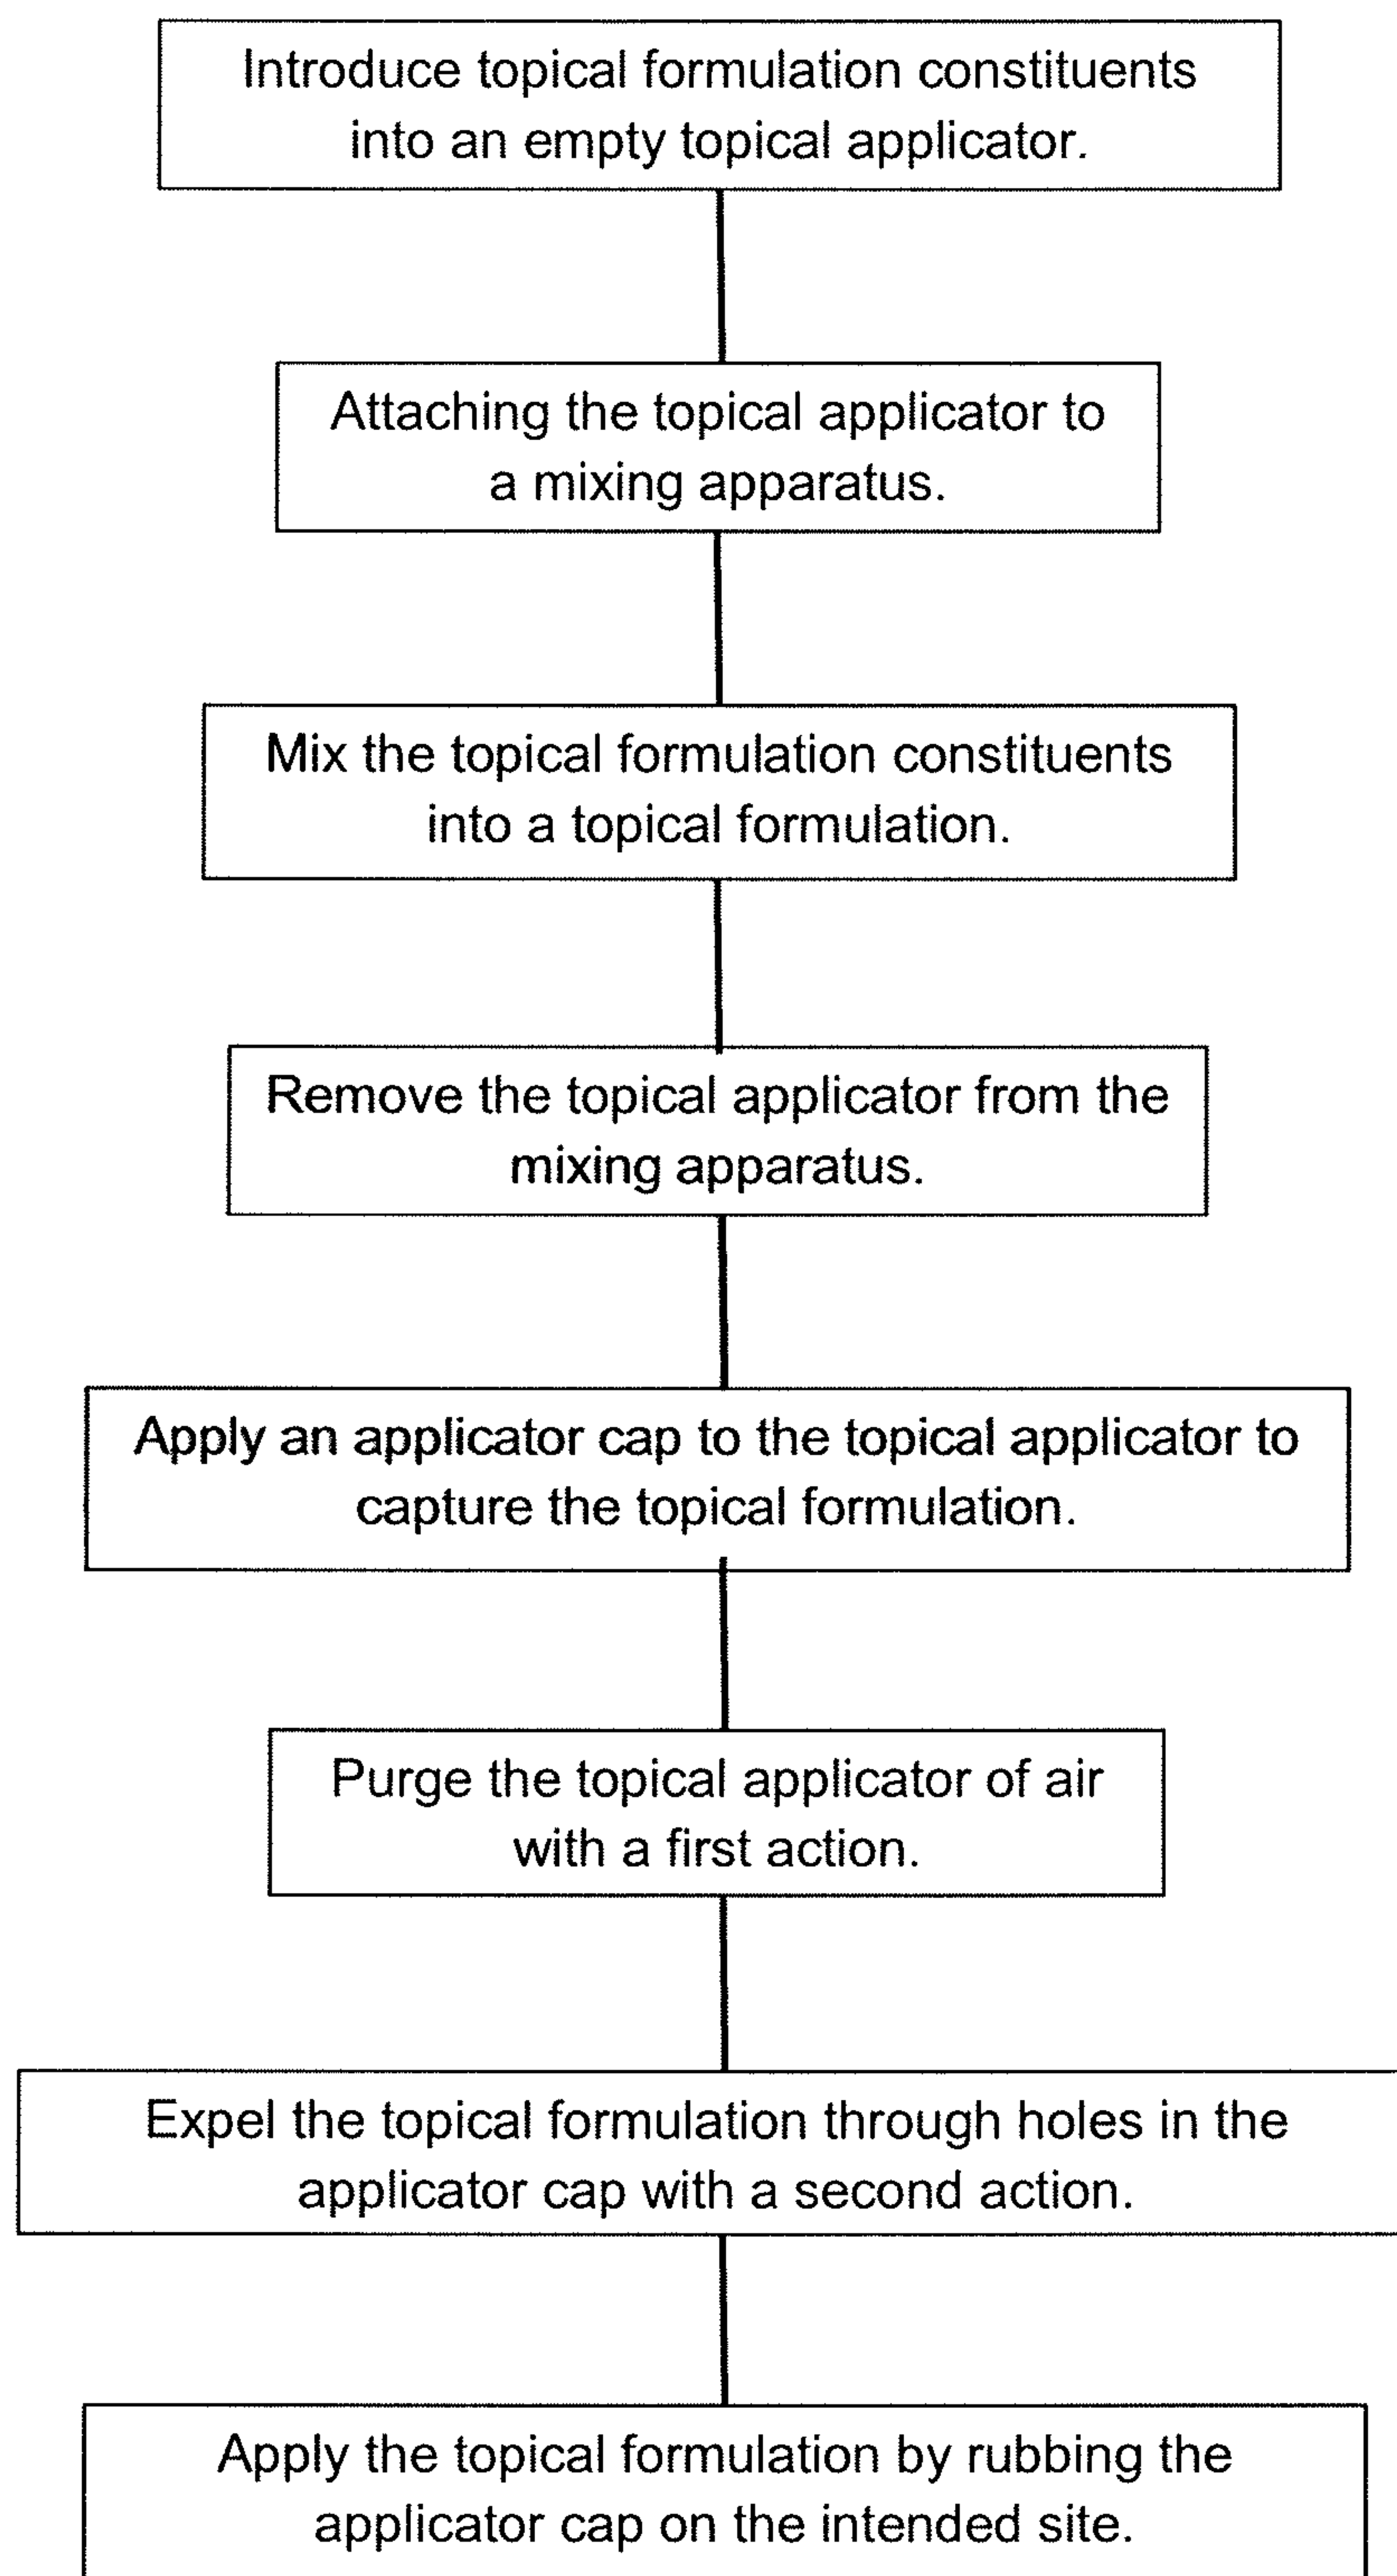 Introduce topical formulation constituents
into an empty topical applicator.
Attaching the topical applicator to
a mixing apparatus.
Mix the topical formulation constituents
into a topical formulation.
Remove the topical applicator from the
mixing apparatus.
Apply an applicator cap to the topical applicator to
capture the topical formulation.
Purge the topical applicator of air
with a first action.
Expel the topical formulation through holes in the
applicator cap with a second action.
Apply the topical formulation by rubbing the
applicator cap on the intended site.